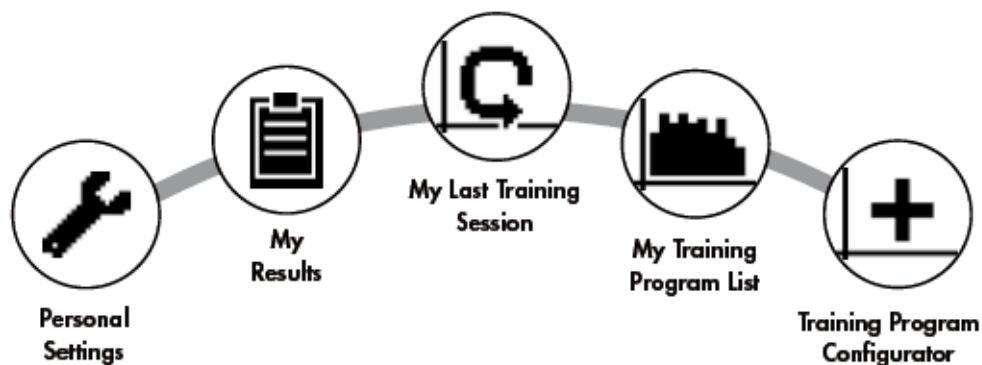 Personal
Settings
My
Results
My Last Training
Session
My Training
Program List
Training Program
Configurator